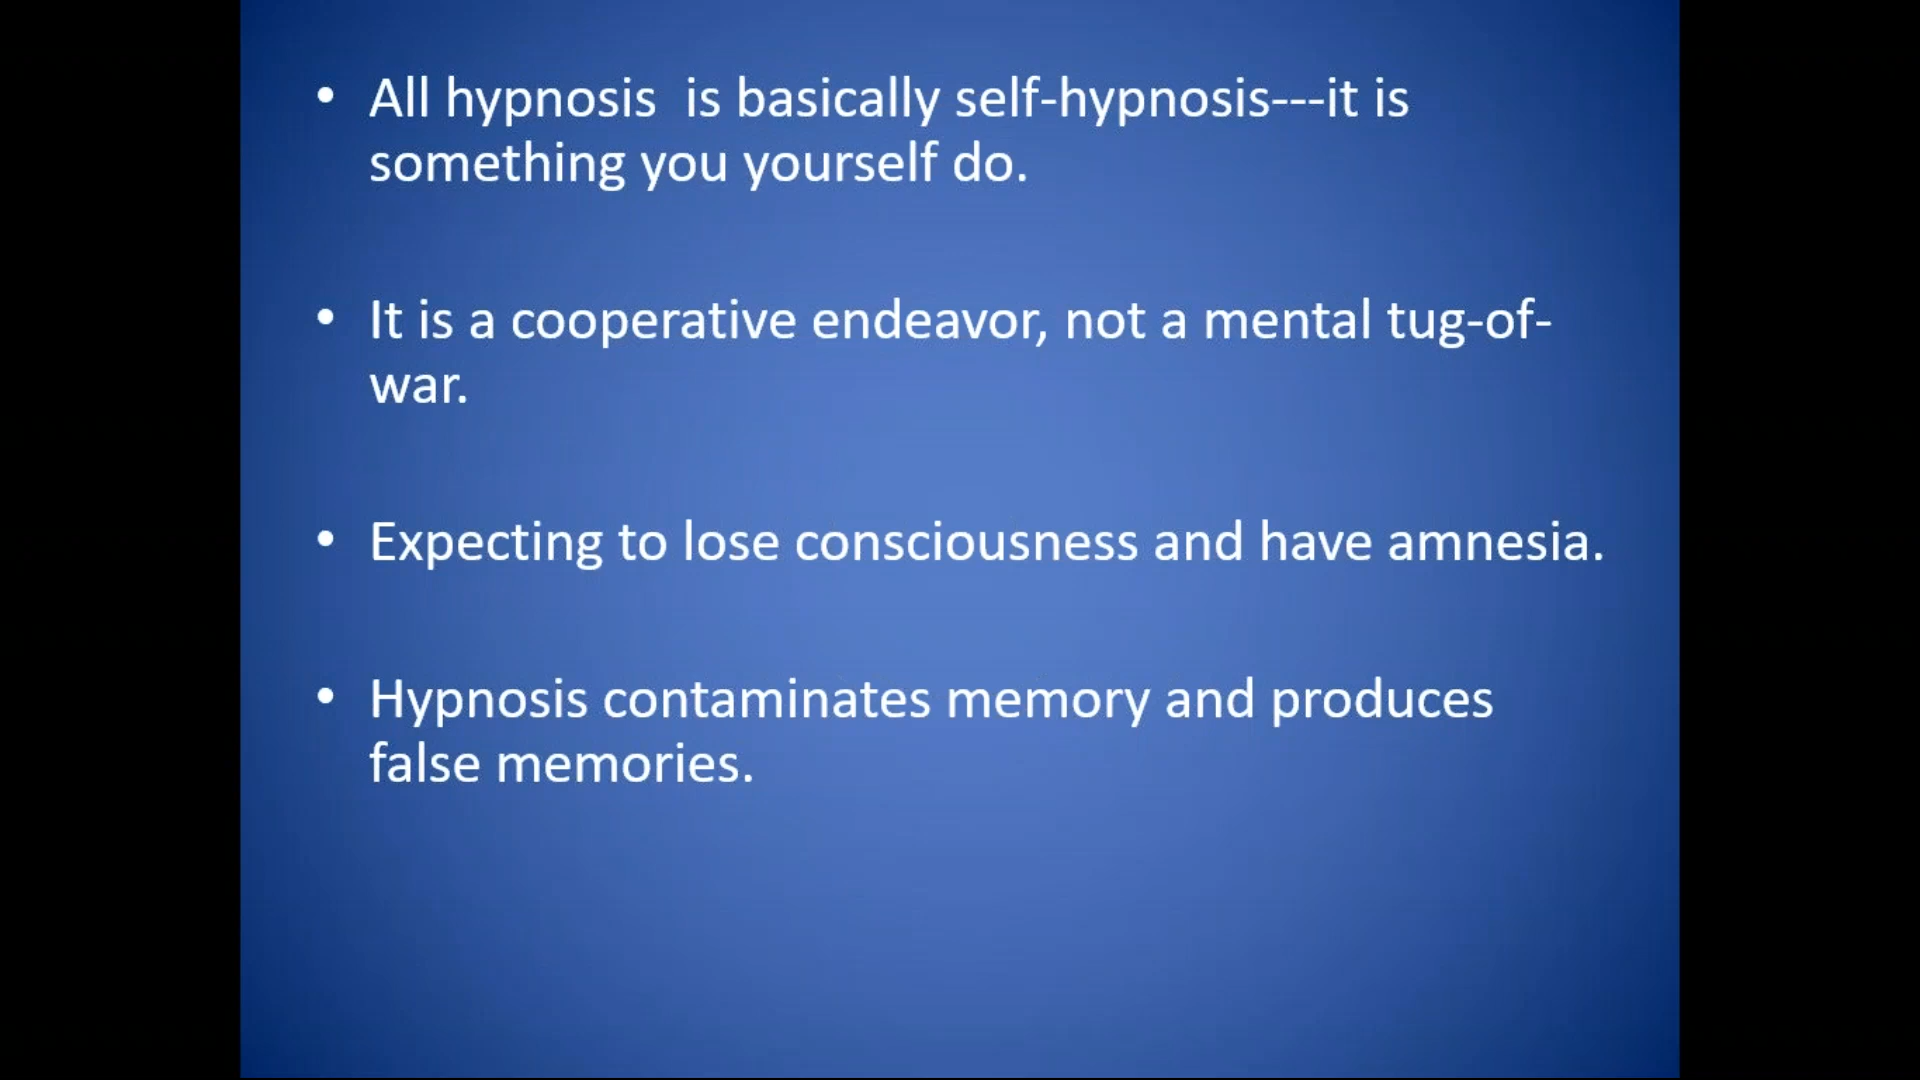 • All hypnosis  is basically self-hypnosis---it is
something you yourself do.
• It is a cooperative endeavor, not a mental tug-of-
war.
• Expecting to lose consciousness and have amnesia.
• Hypnosis contaminates memory and produces
false memories.